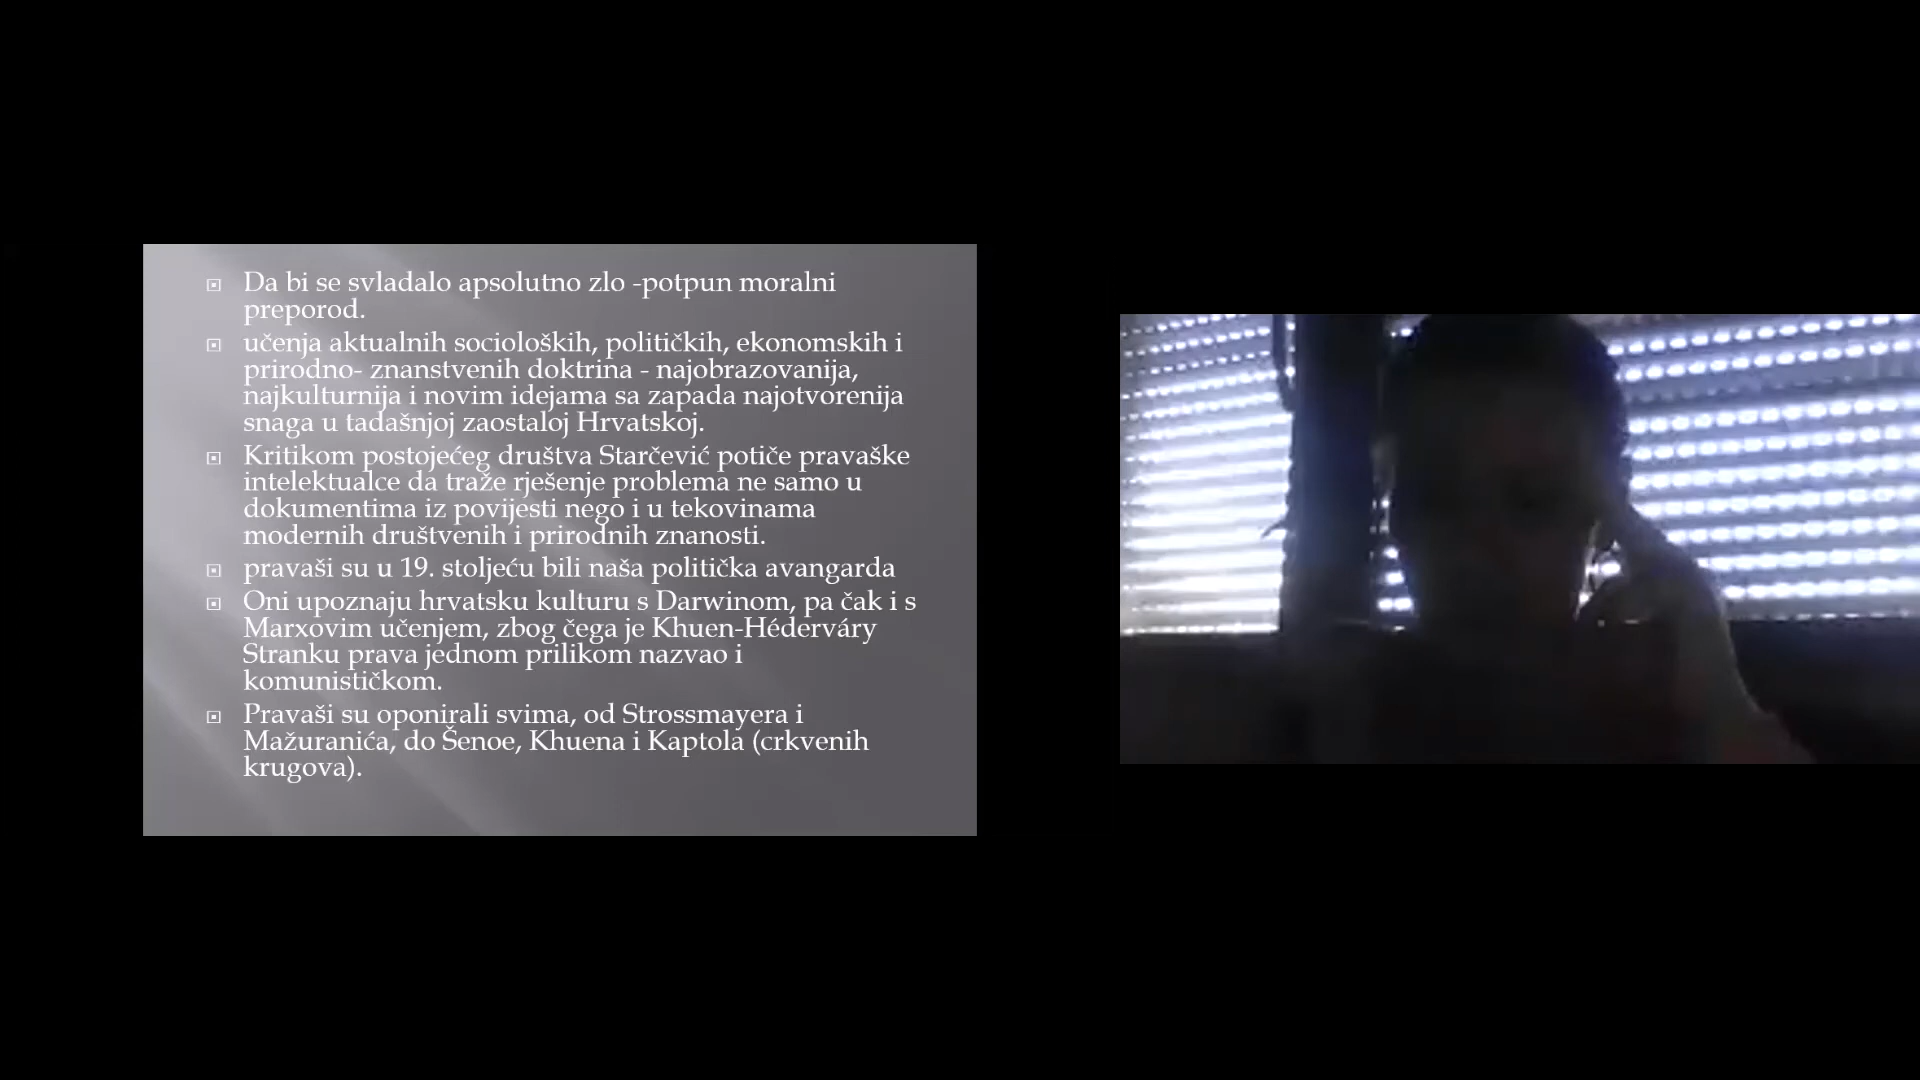 Da bi se svladalo apsolutno zlo -potpun moralni
preporod.
učenja aktualnih socioloških, političkih, ekonomskih i
prirodno- znanstvenih doktrina - najobrazovanija,
najkulturnija i novim idejama sa zapada najotvorenija
snaga u tadašnjoj zaostaloj Hrvatskoj.
Kritikom postojećeg društva Starčević potiče pravaške
intelektualce da traže rješenje problema ne samo u
dokumentima iz povijesti nego i u tekovinama
modernih društvenih i prirodnih znanosti.
pravaši su u 19. stoljeću bili naša politička avangarda
Oni upoznaju hrvatsku kulturu s Darwinom, pa čak i s
Marxovim učenjem, zbog čega je Khuen-Héderváry
Stranku prava jednom prilikom nazvao i
komunističkom.
Pravaši su oponirali svima, od Strossmayera i
Mažuranića, do Šenoe, Khuena i Kaptola (crkvenih
krugova).